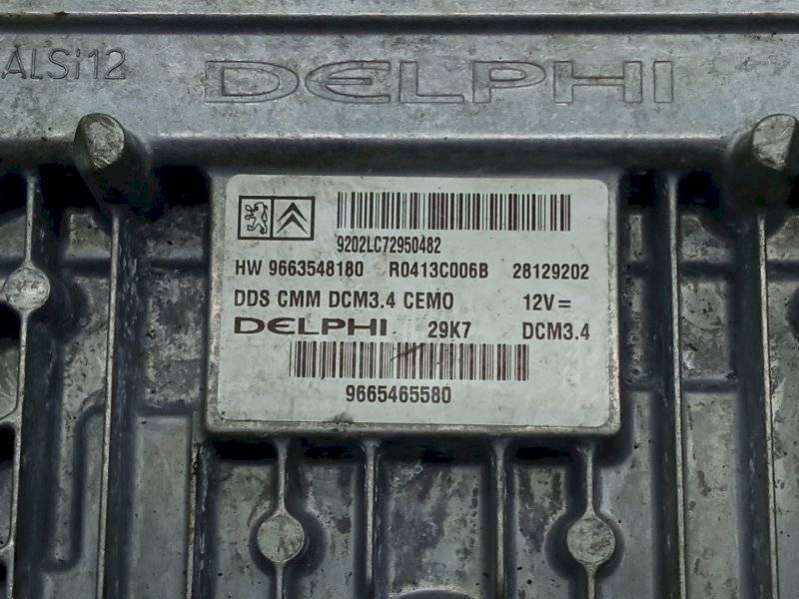 ALSi12
DELPHI
9202LC72950482
HW 9663548180 R0413C006B 28129202
DDS CMM DCM3.4 CEMO 12V =
DELPHI 29K7 DCM3.4
9665465580